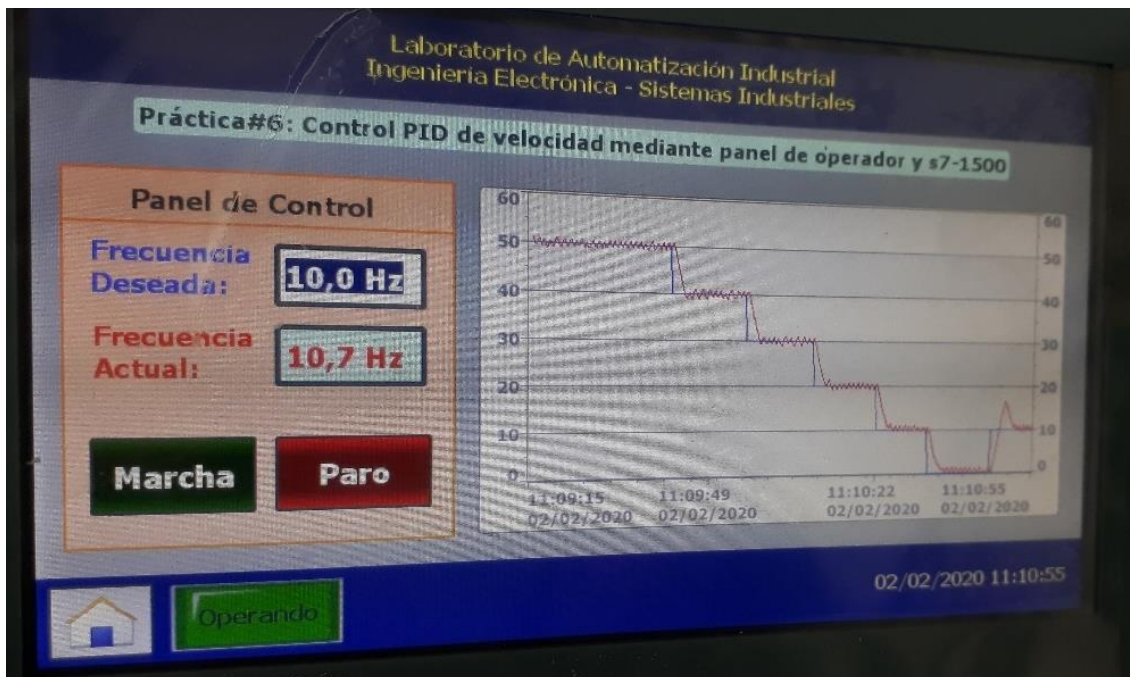 Laboratorio de Automatización Industrial
Ingeniería Electrónica - Sistemas Industriales
Práctica#6: Control PID de velocidad mediante panel de operador y s7-1500
Panel de Control
Frecuencia
Deseada:
10,0 Hz
Frecuencia
Actual:
10,7 Hz
Marcha
Paro
60
50
40
30
20
10
0
60
50
40
30
20
10
0
11:09:15 11:09:49 11:10:22 11:10:55
02/02/2020 02/02/2020 02/02/2020 02/02/2020
Operando
02/02/2020 11:10:55